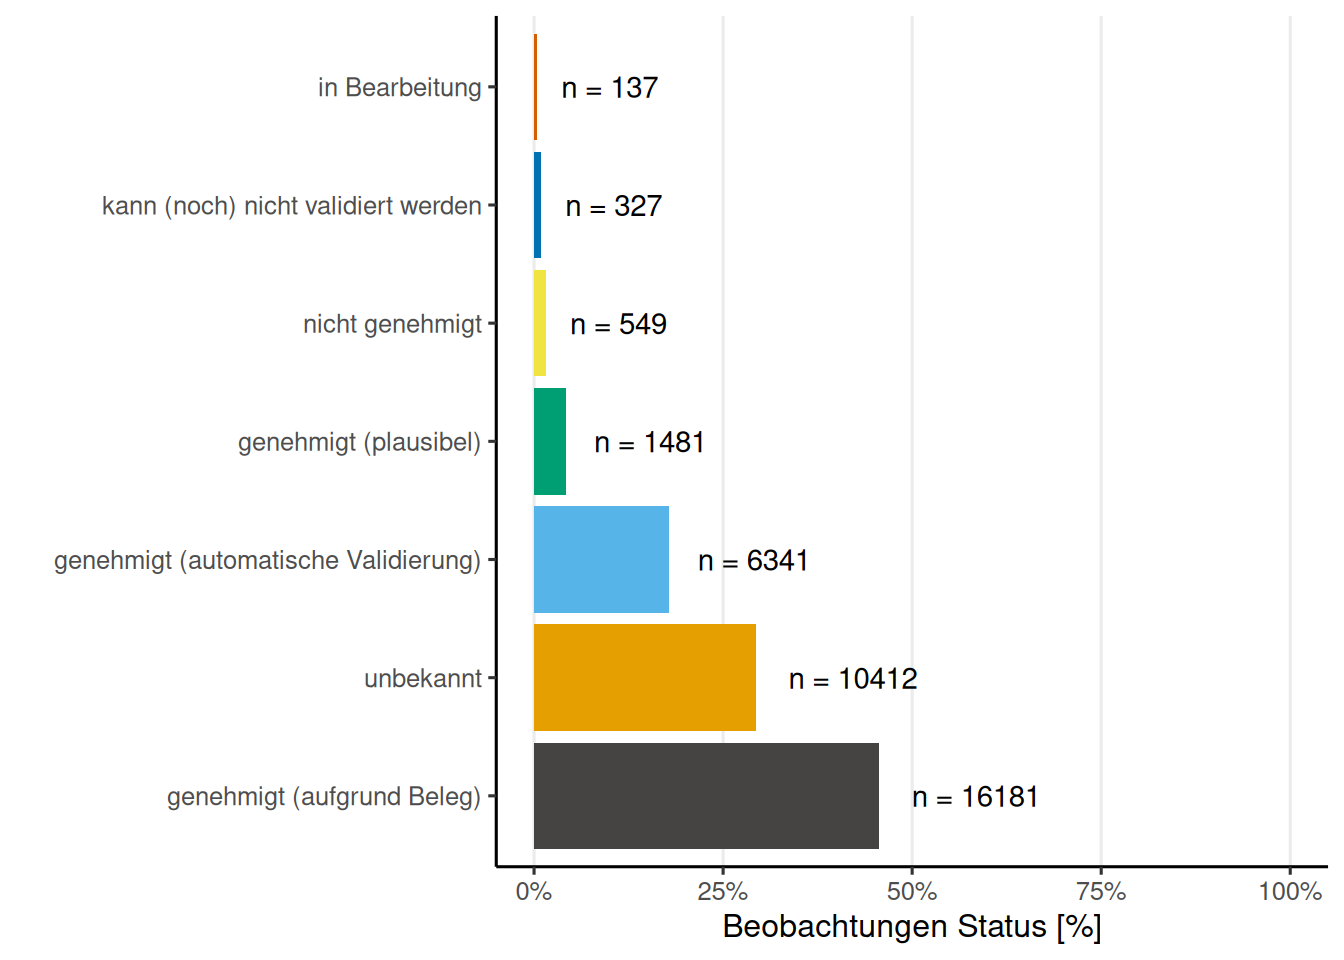 in Bearbeitung
n = 137
kann (noch) nicht validiert werden
n = 327
nicht genehmigt
n = 549
genehmigt (plausibel)
n = 1481
genehmigt (automatische Validierung)
n = 6341
unbekannt
n = 10412
genehmigt (aufgrund Beleg)
n = 16181
0%
25%
50%
75%
100%
Beobachtungen Status [%]